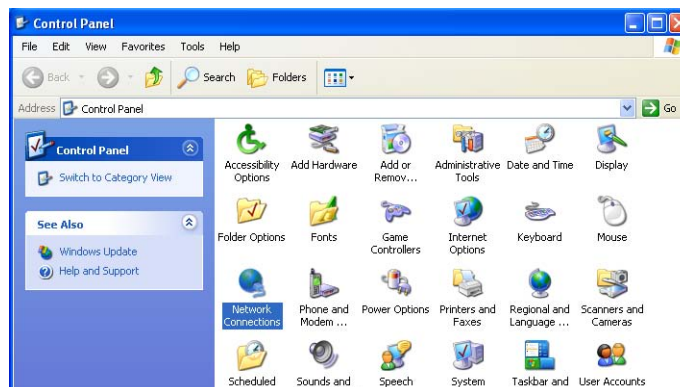 Control Panel
File Edit View Favorites Tools Help
Back Search Folders
Address Control Panel Go
Control Panel
Switch to Category View
See Also
Windows Update
Help and Support
Accessibility Options
Add Hardware
Add or Remov...
Administrative Tools
Date and Time
Display
Folder Options
Fonts
Game Controllers
Internet Options
Keyboard
Mouse
Network Connections
Phone and Modem ...
Power Options
Printers and Faxes
Regional and Language ...
Scanners and Cameras
Scheduled
Sounds and
Speech
System
Taskbar and
User Accounts